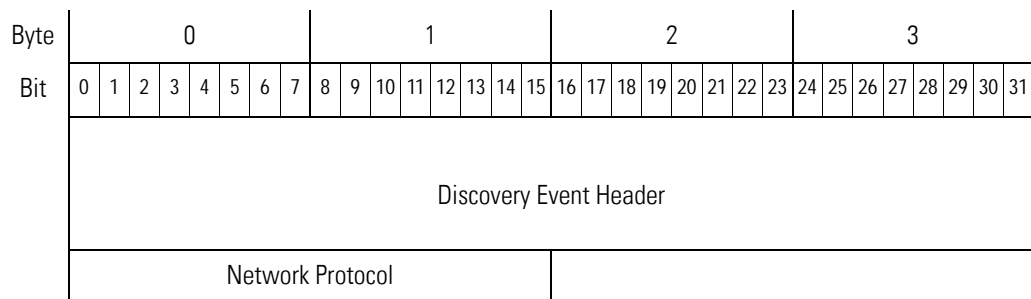 Byte 0 1 2 3
Bit 0 1 2 3 4 5 6 7 8 9 10 11 12 13 14 15 16 17 18 19 20 21 22 23 24 25 26 27 28 29 30 31
Discovery Event Header
Network Protocol